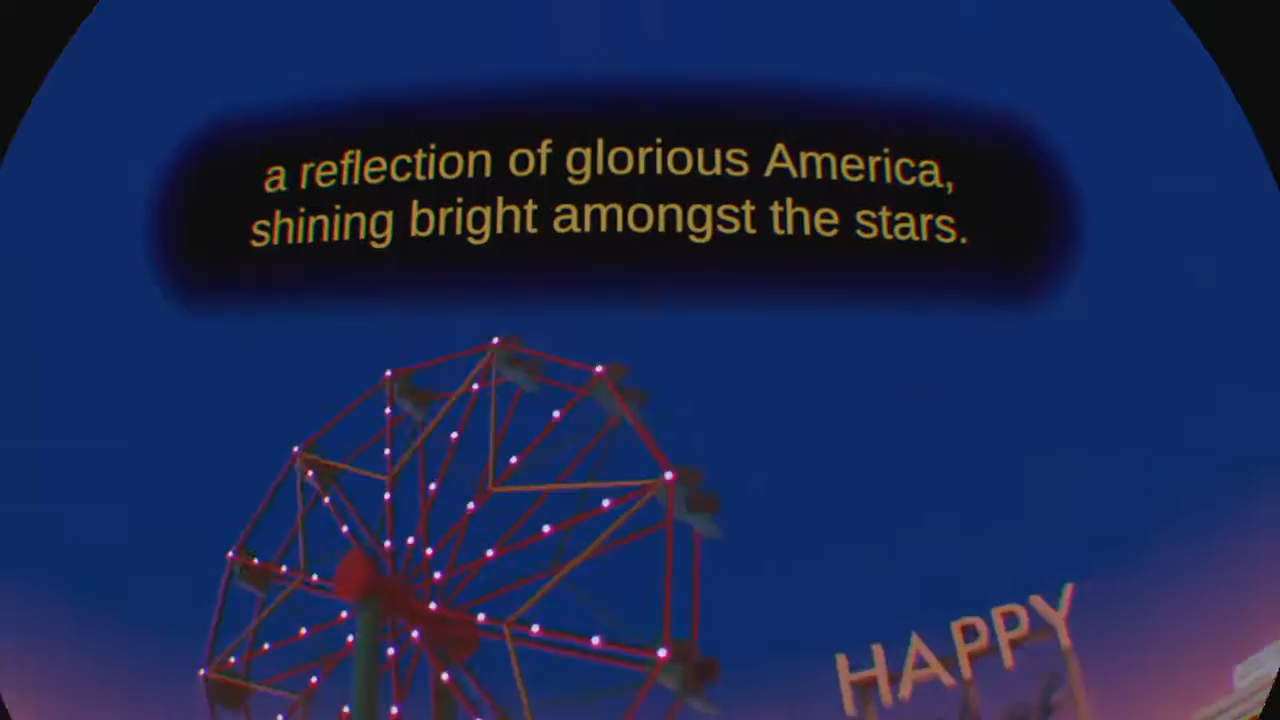 a reflection of glorious America,
shining bright amongst the stars.
HAPPY